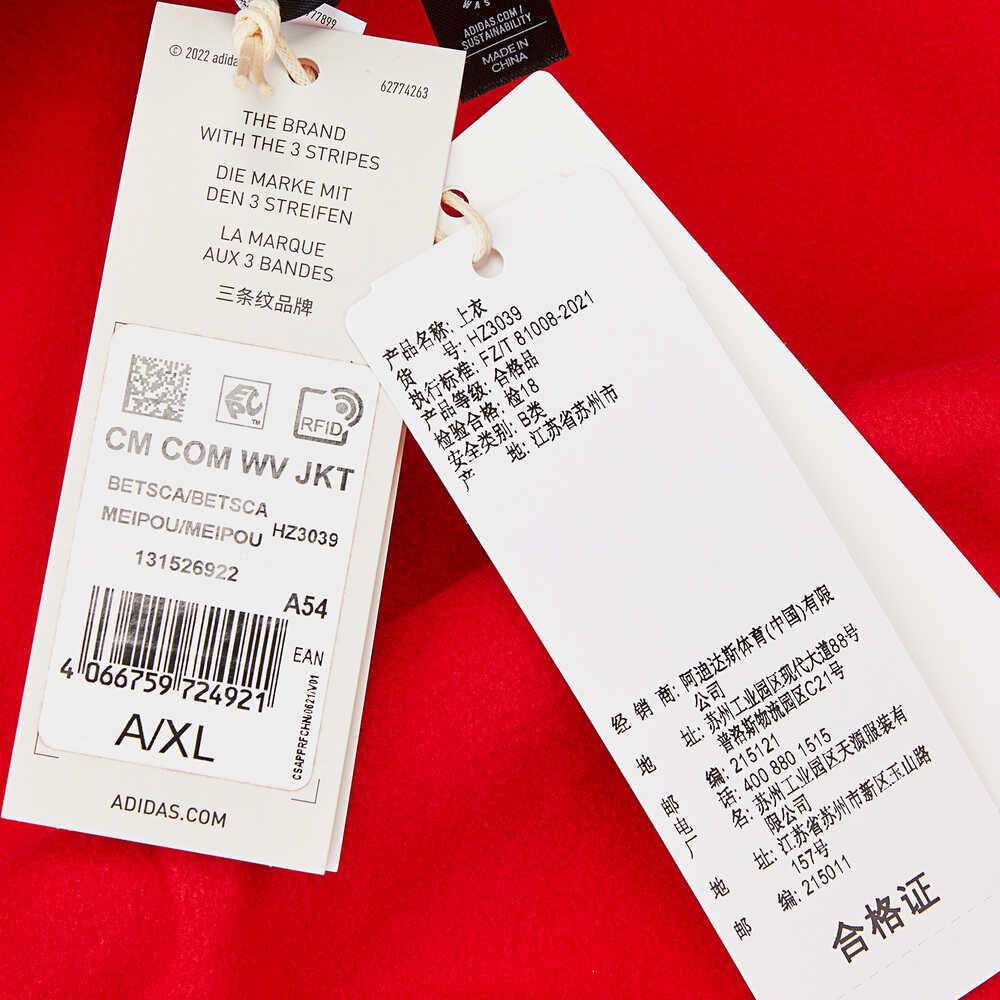 77899
© 2022 adid
62774263
THE BRAND
WITH THE 3 STRIPES
DIE MARKE MIT
DEN 3 STREIFEN
LA MARQUE
AUX 3 BANDES
三条纹品牌
EPC™
RFID
CM COM WV JKT
BETSCA/BETSCA
MEIPOU/MEIPOU HZ3039
131526922
A54
EAN
4 066759 724921
A/XL
CSAPPRFCHN/0621/V01
ADIDAS.COM
WAS
ADIDAS.COM/
SUSTAINABILITY
MADE IN
CHINA
产品名称: 上衣
货 号: HZ3039
执行标准: FZ/T 81008-2021
产品等级: 合格品
检验合格: 检18
安全类别: B类
产 地: 江苏省苏州市
经 销 商: 阿迪达斯体育(中国)有限
公司
地 址: 苏州工业园区现代大道88号
普洛斯物流园区C21号
邮 编: 215121
电 话: 400 880 1515
厂 名: 苏州工业园区天源服装有
限公司
地 址: 江苏省苏州市新区玉山路
157号
邮 编: 215011
合格证